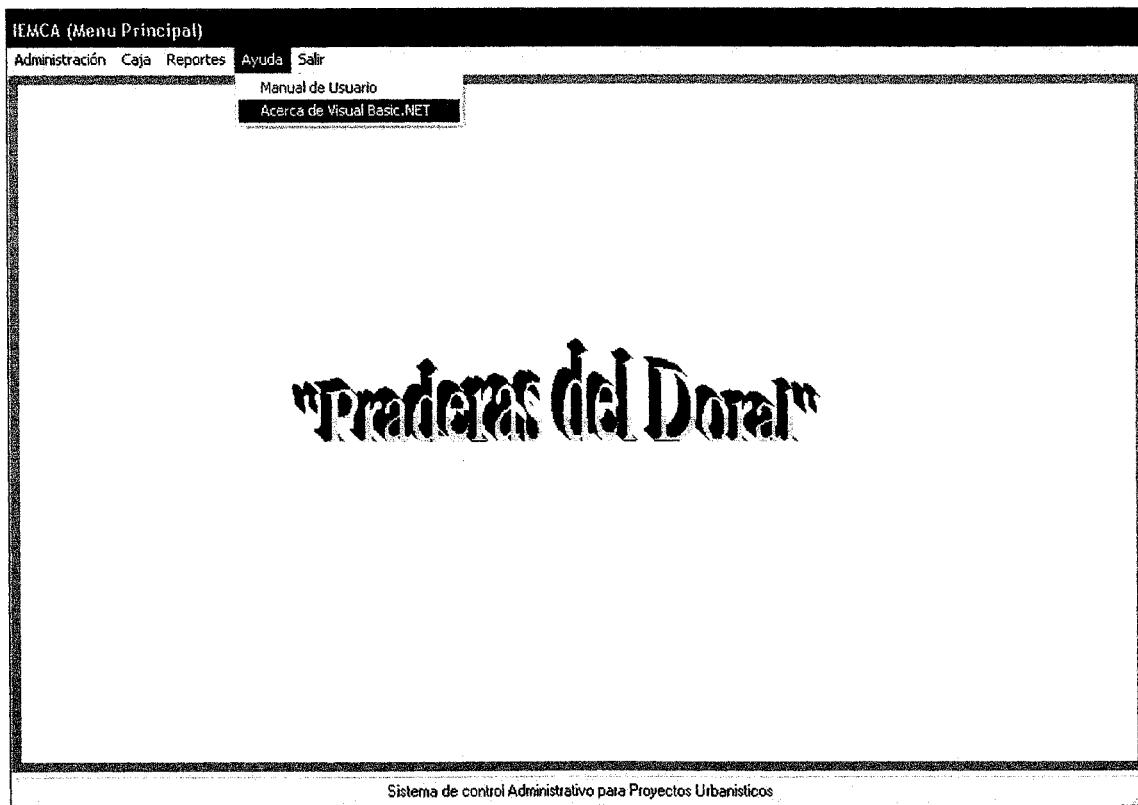 IEMCA (Menu Principal)
Administración Caja Reportes Ayuda Salir
Manual de Usuario
Acerca de Visual Basic.NET
"Praderas del Doral"
Sistema de control Administrativo para Proyectos Urbanisticos